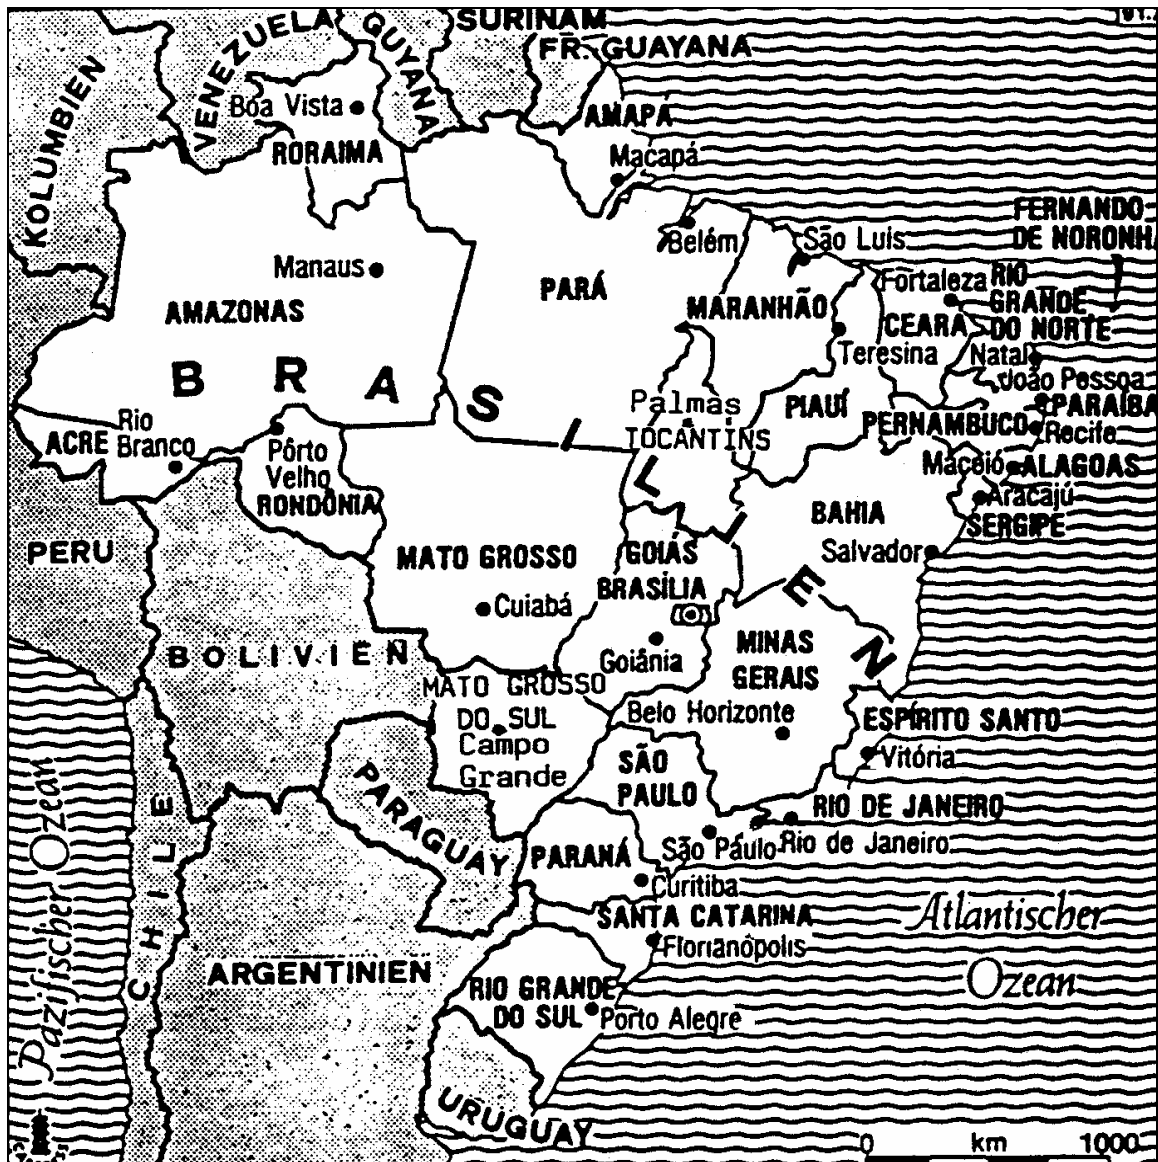 SURINAM
FR. GUAYANA
VENEZUELA
GUYANA
KOLUMBIEN
Boa Vista
AMAPÁ
RORAIMA
Macapá
FERNANDO
DE NORONHA
Belém
São Luís
Manaus
PARÁ
Fortaleza
RIO
GRANDE
DO NORTE
AMAZONAS
MARANHÃO
CEARA
Teresina
Natal
BRASILIEN
João Pessoa
Palmas
PIAUÍ
PARAÍBA
Rio
Branco
ACRE
PERNAMBUCO
Recife
TOCANTINS
Pôrto
Velho
RONDÔNIA
Maceió
ALAGOAS
Aracajú
SERGIPE
BAHIA
PERU
MATO GROSSO
GOIÁS
Salvador
BRASÍLIA
Cuiabá
BOLIVIEN
Goiânia
MINAS
GERAIS
MATO GROSSO
DO SUL
Campo
Grande
Belo Horizonte
ESPÍRITO SANTO
Vitória
SÃO
PAULO
PARAGUAY
RIO DE JANEIRO
Rio de Janeiro
São Páulo
PARANÁ
Curitiba
CHILE
Pazifischer Ozean
SANTA CATARINA
Florianópolis
Atlantischer
Ozean
ARGENTINIEN
RIO GRANDE
DO SUL
Porto Alegre
URUGUAY
0 km 1000